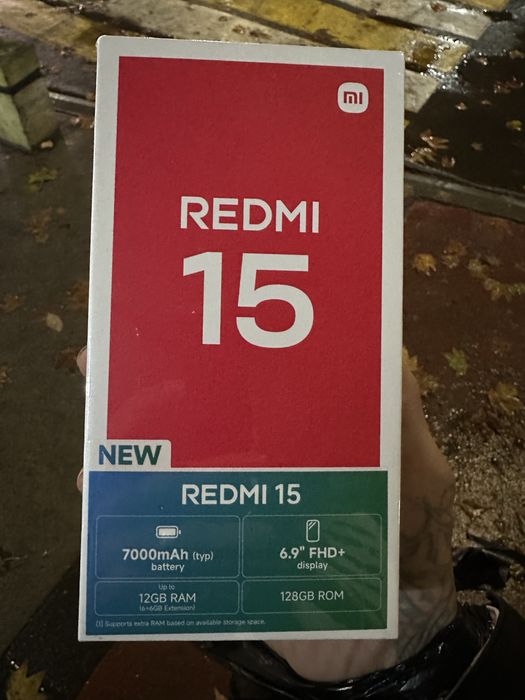 mi
REDMI
15
NEW
REDMI 15
7000mAh (typ)
battery
6.9" FHD+
display
Up to
12GB RAM
(6+6GB Extension)
128GB ROM
(1) Supports extra RAM based on available storage space.